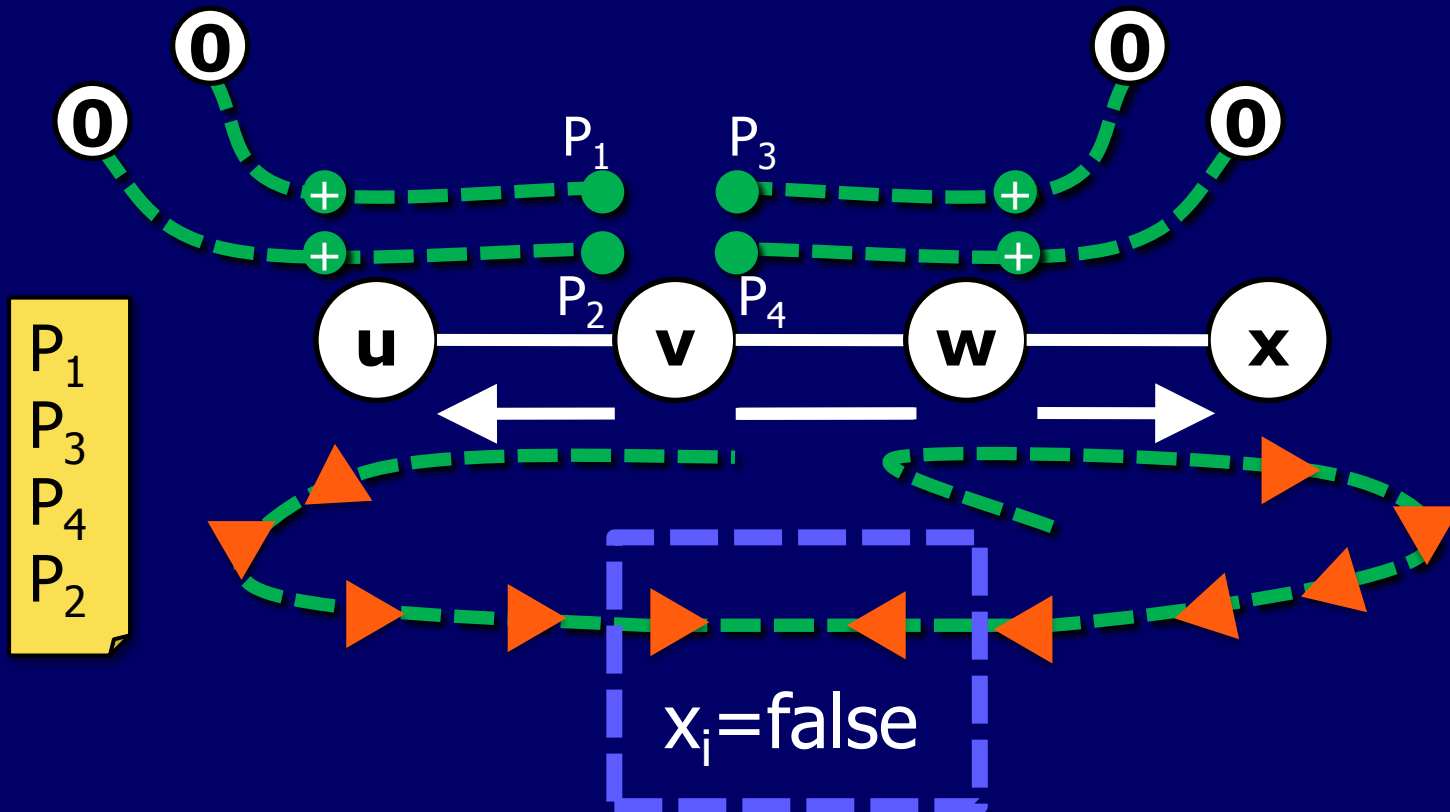 0 0
0 0
P₁ P₃
+ +
+ +
P₂ P₄
u v w x
P₁
P₃
P₄
P₂
xᵢ=false